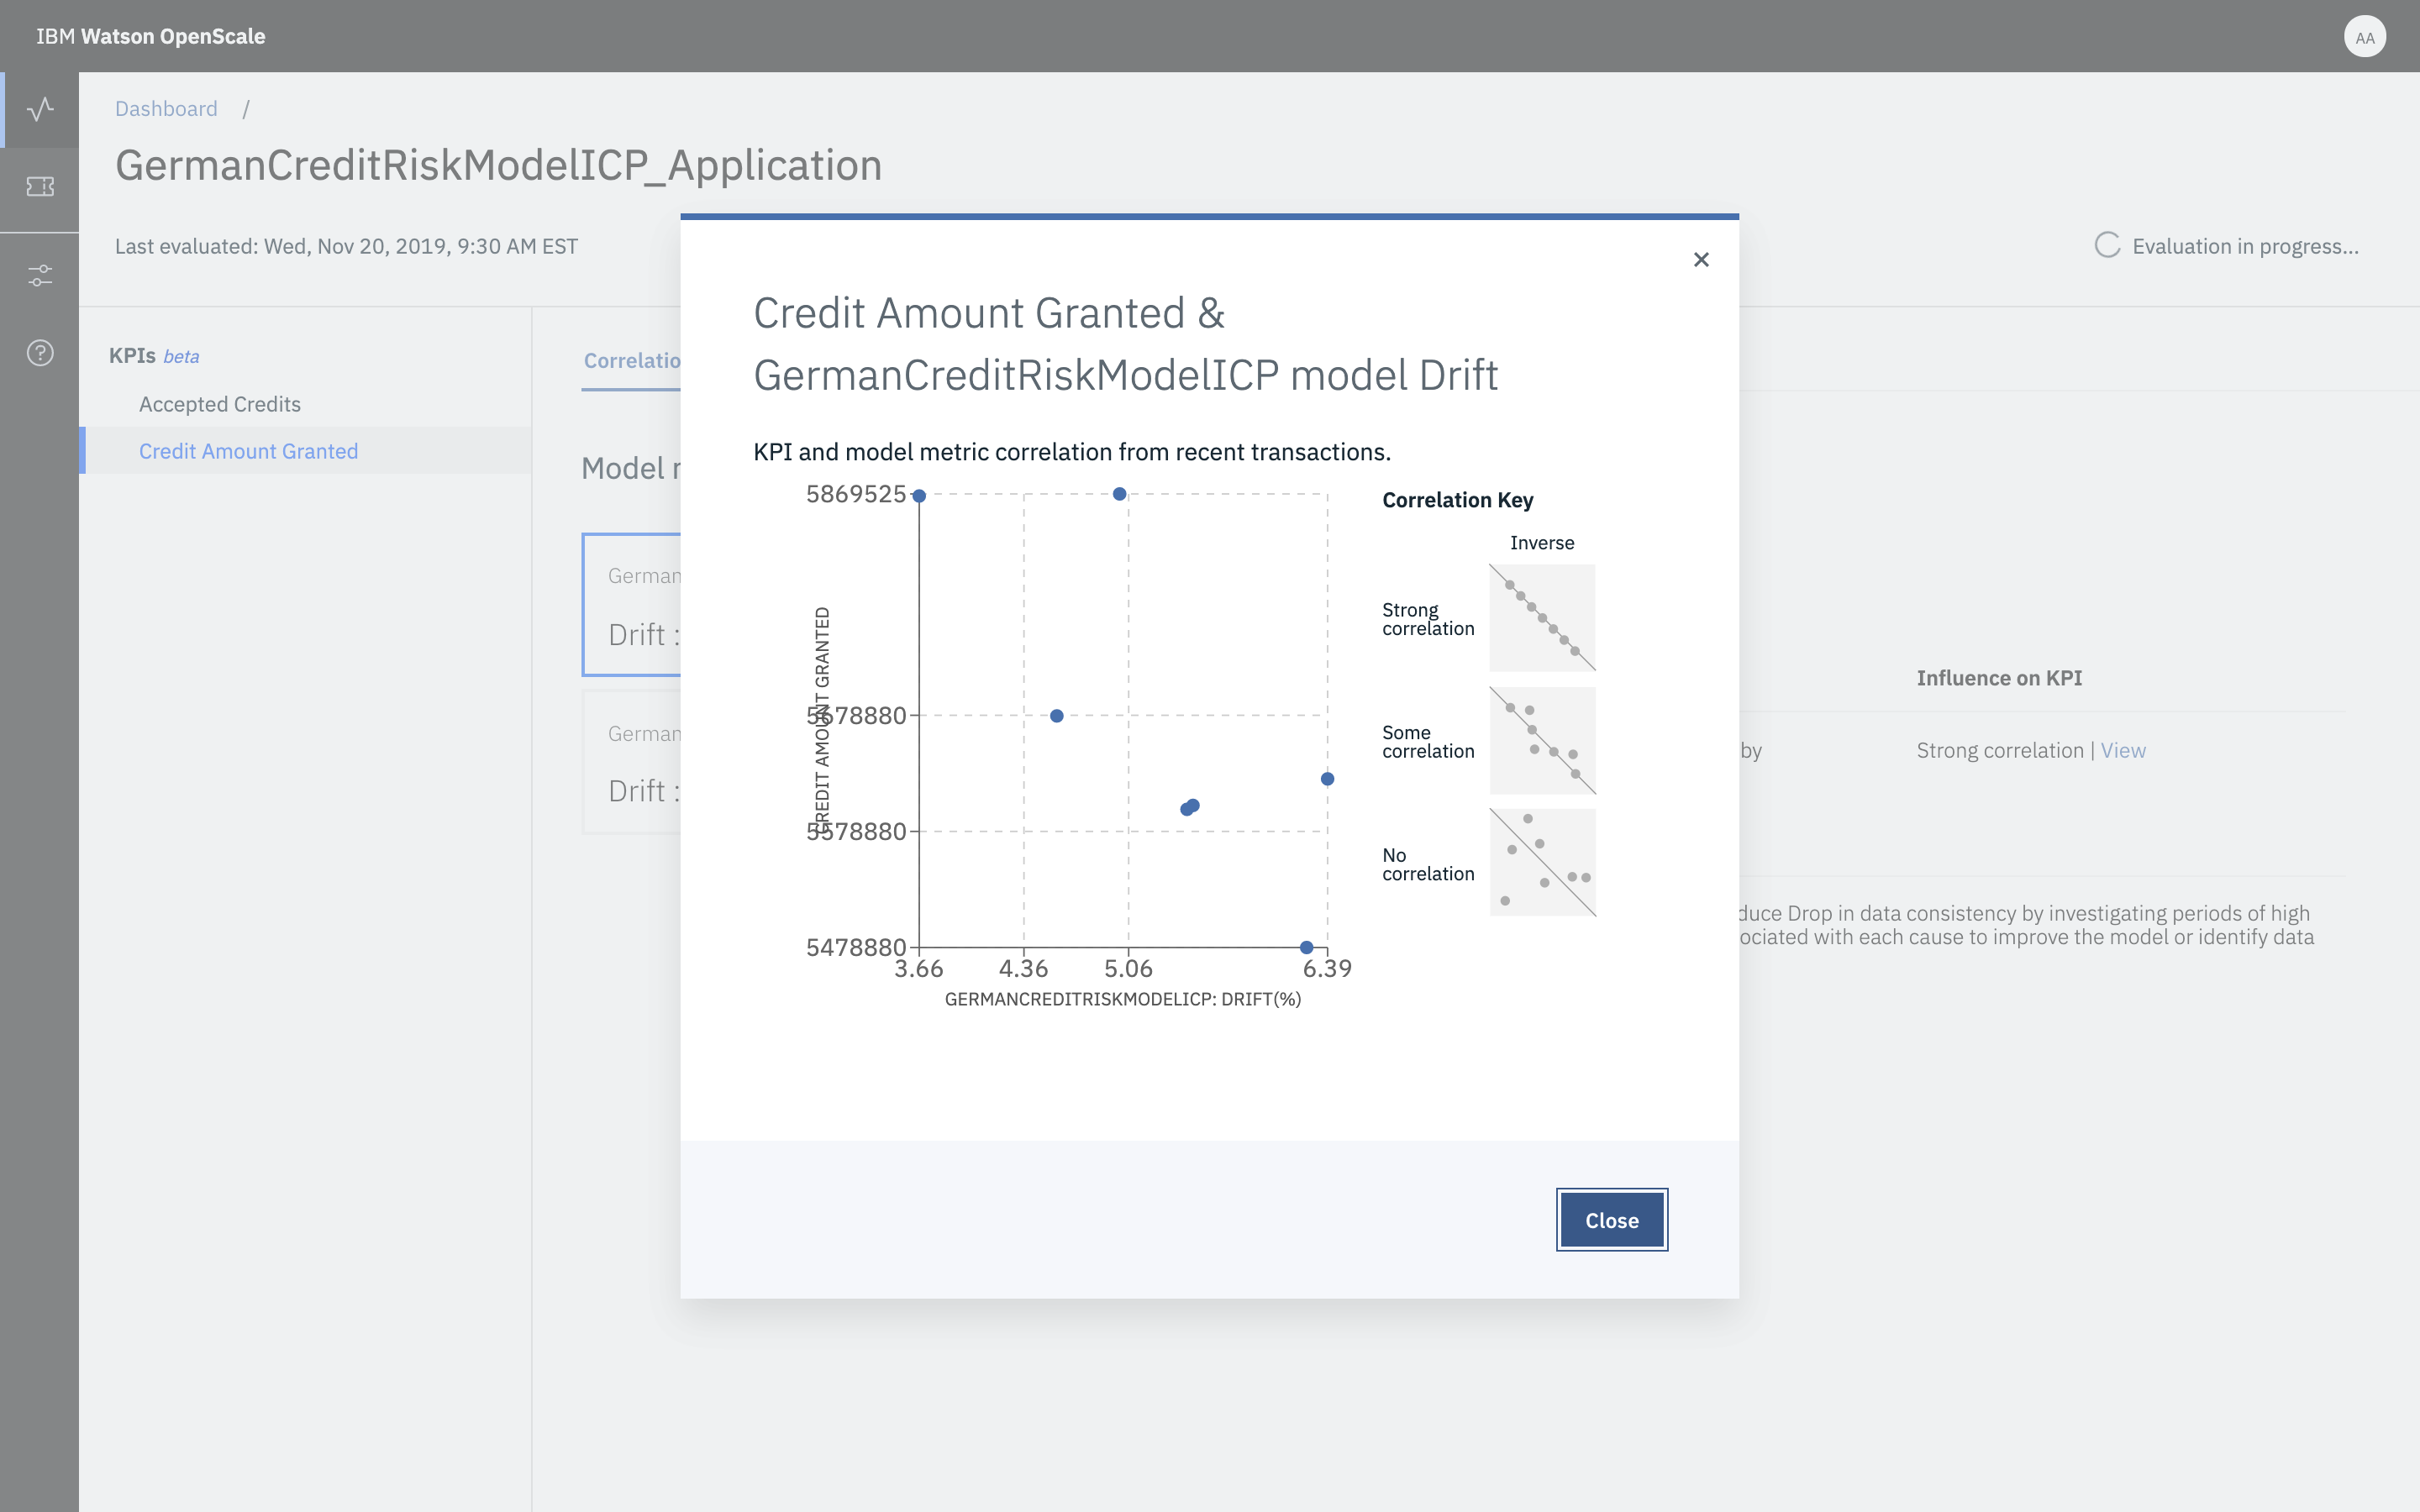 IBM Watson OpenScale
AA
Dashboard /
GermanCreditRiskModelICP_Application
Last evaluated: Wed, Nov 20, 2019, 9:30 AM EST
Evaluation in progress...
KPIs beta
Accepted Credits
Credit Amount Granted
Correlatio
Model
German
Drift :
German
Drift :
Influence on KPI
by
Strong correlation | View
duce Drop in data consistency by investigating periods of high
ociated with each cause to improve the model or identify data
Credit Amount Granted &
GermanCreditRiskModelICP model Drift
KPI and model metric correlation from recent transactions.
5869525
5678880
5578880
5478880
CREDIT AMOUNT GRANTED
3.66 4.36 5.06 6.39
GERMANCREDITRISKMODELICP: DRIFT(%)
Correlation Key
Inverse
Strong
correlation
Some
correlation
No
correlation
Close